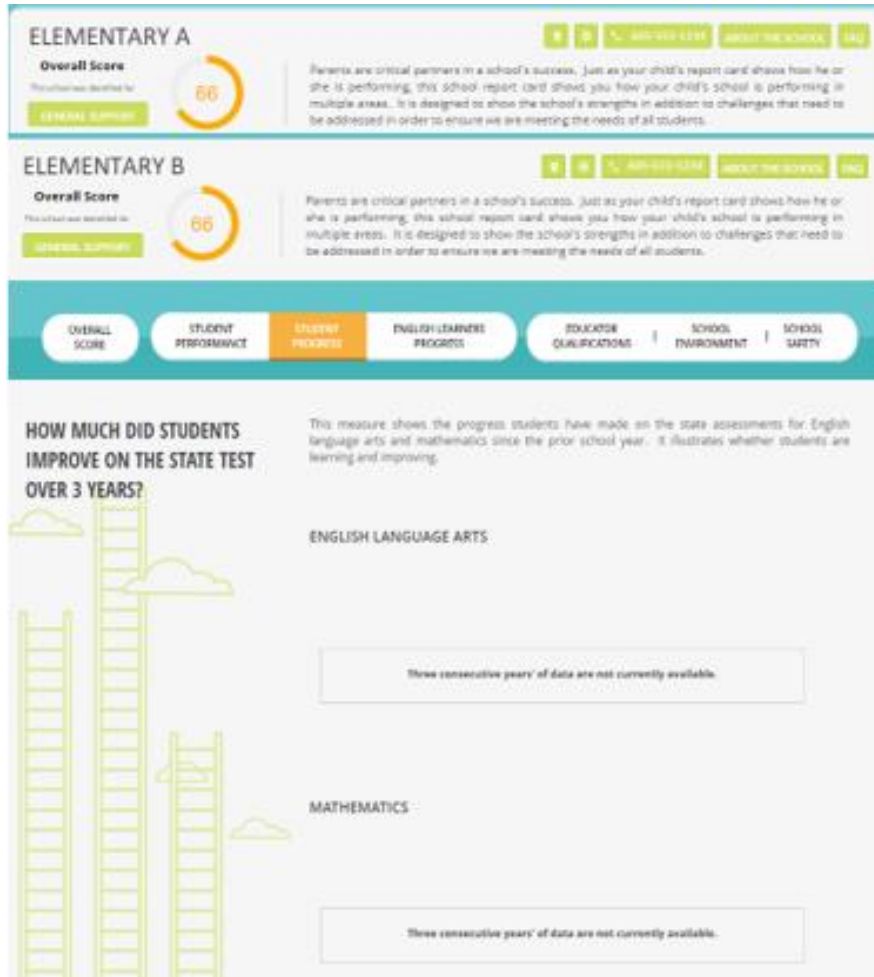 ELEMENTARY A
Overall Score
This school was identified for
GENERAL SUPPORT
66
ABOUT THE SCHOOL
FAQ
Parents are critical partners in a school's success. Just as your child's report card shows how he or
she is performing, this school report card shows you how your child's school is performing in
multiple areas. It is designed to show the school's strengths in addition to challenges that need to
be addressed in order to ensure we are meeting the needs of all students.
ELEMENTARY B
Overall Score
This school was identified for
GENERAL SUPPORT
66
ABOUT THE SCHOOL
FAQ
Parents are critical partners in a school's success. Just as your child's report card shows how he or
she is performing, this school report card shows you how your child's school is performing in
multiple areas. It is designed to show the school's strengths in addition to challenges that need to
be addressed in order to ensure we are meeting the needs of all students.
OVERALL
SCORE
STUDENT
PERFORMANCE
STUDENT
PROGRESS
ENGLISH LEARNERS
PROGRESS
EDUCATOR
QUALIFICATIONS
SCHOOL
ENVIRONMENT
SCHOOL
SAFETY
HOW MUCH DID STUDENTS
IMPROVE ON THE STATE TEST
OVER 3 YEARS?
This measure shows the progress students have made on the state assessments for English
language arts and mathematics since the prior school year. It illustrates whether students are
learning and improving.
ENGLISH LANGUAGE ARTS
Three consecutive years' of data are not currently available.
MATHEMATICS
Three consecutive years' of data are not currently available.